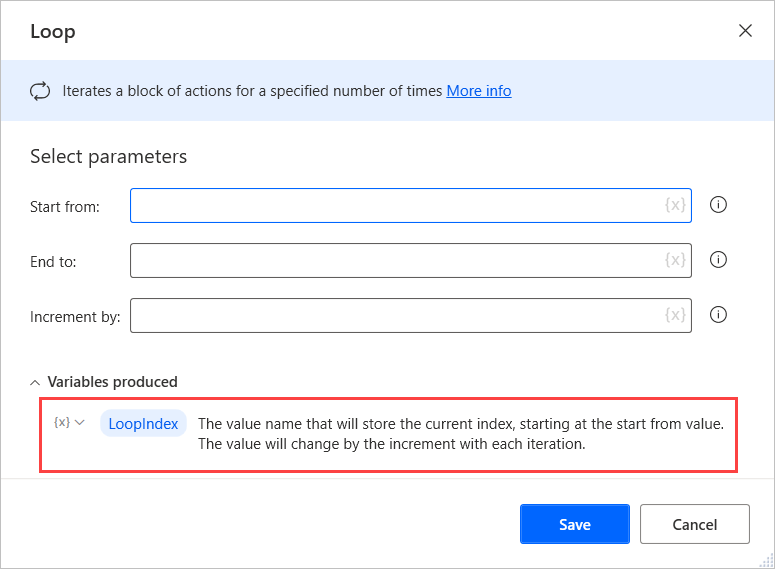 Loop
Iterates a block of actions for a specified number of times More info
Select parameters
Start from: {x}
End to: {x}
Increment by: {x}
Variables produced
{x} LoopIndex The value name that will store the current index, starting at the start from value.
The value will change by the increment with each iteration.
Save Cancel